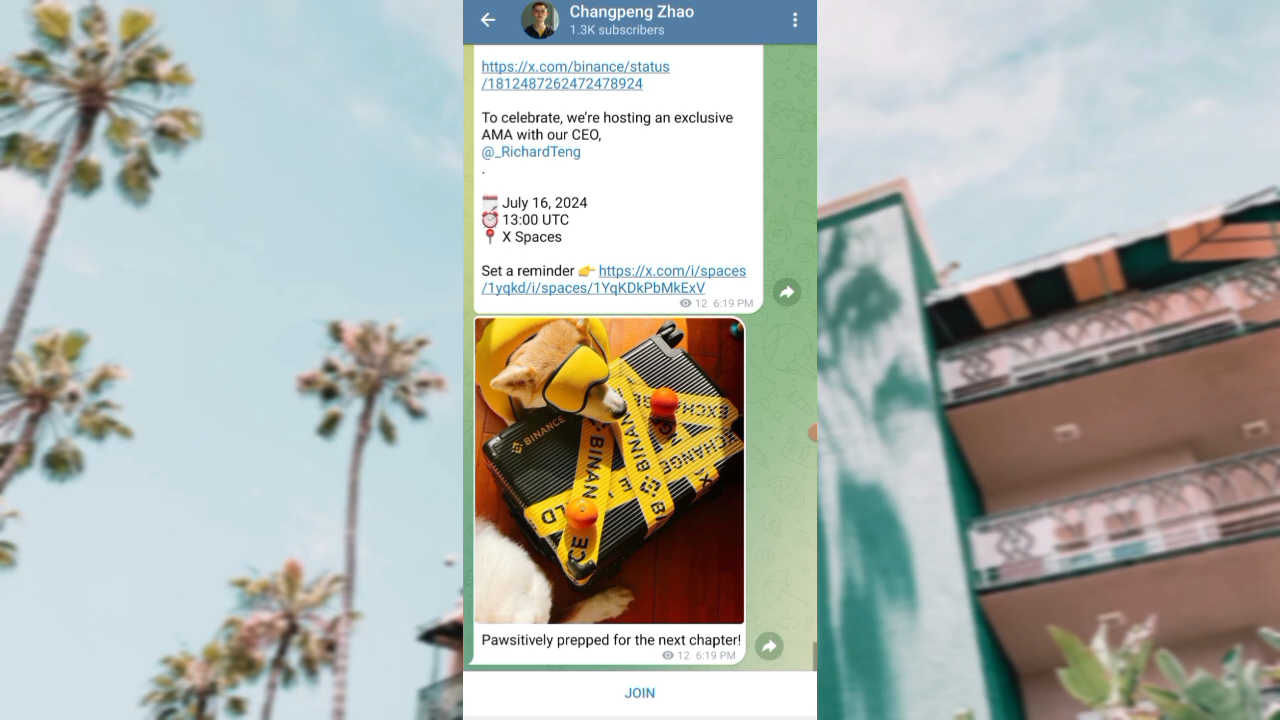 Changpeng Zhao
1.3K subscribers
https://x.com/binance/status
/1812487262472478924
To celebrate, we’re hosting an exclusive
AMA with our CEO,
@_RichardTeng
.
July 16, 2024
13:00 UTC
X Spaces
Set a reminder 👉 https://x.com/i/spaces
/1yqkd/i/spaces/1YqKDkPbMkExV
12 6:19 PM
BINANCE
EXCHANGE
BINAN
BINAN
EXCHANGE
Pawsitively prepped for the next chapter!
12 6:19 PM
JOIN